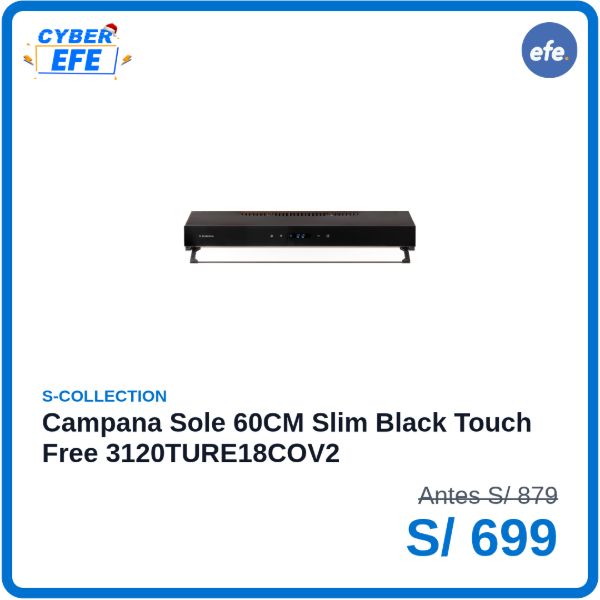 CYBER
EFE
efe.
S-COLLECTION
Campana Sole 60CM Slim Black Touch
Free 3120TURE18COV2
Antes S/ 879
S/ 699